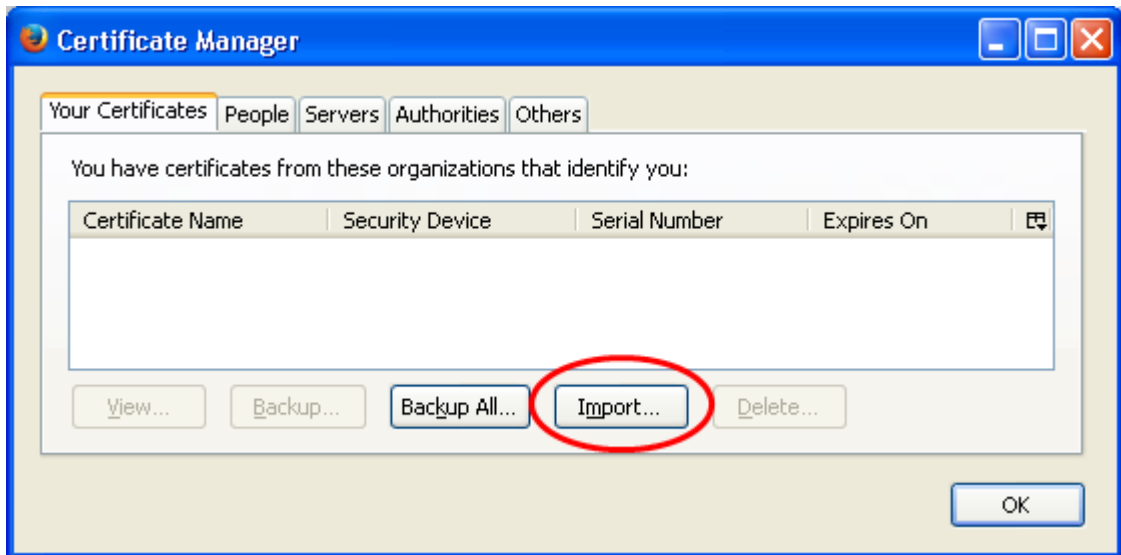 Certificate Manager
Your Certificates People Servers Authorities Others
You have certificates from these organizations that identify you:
Certificate Name Security Device Serial Number Expires On
View... Backup... Backup All... Import... Delete...
OK